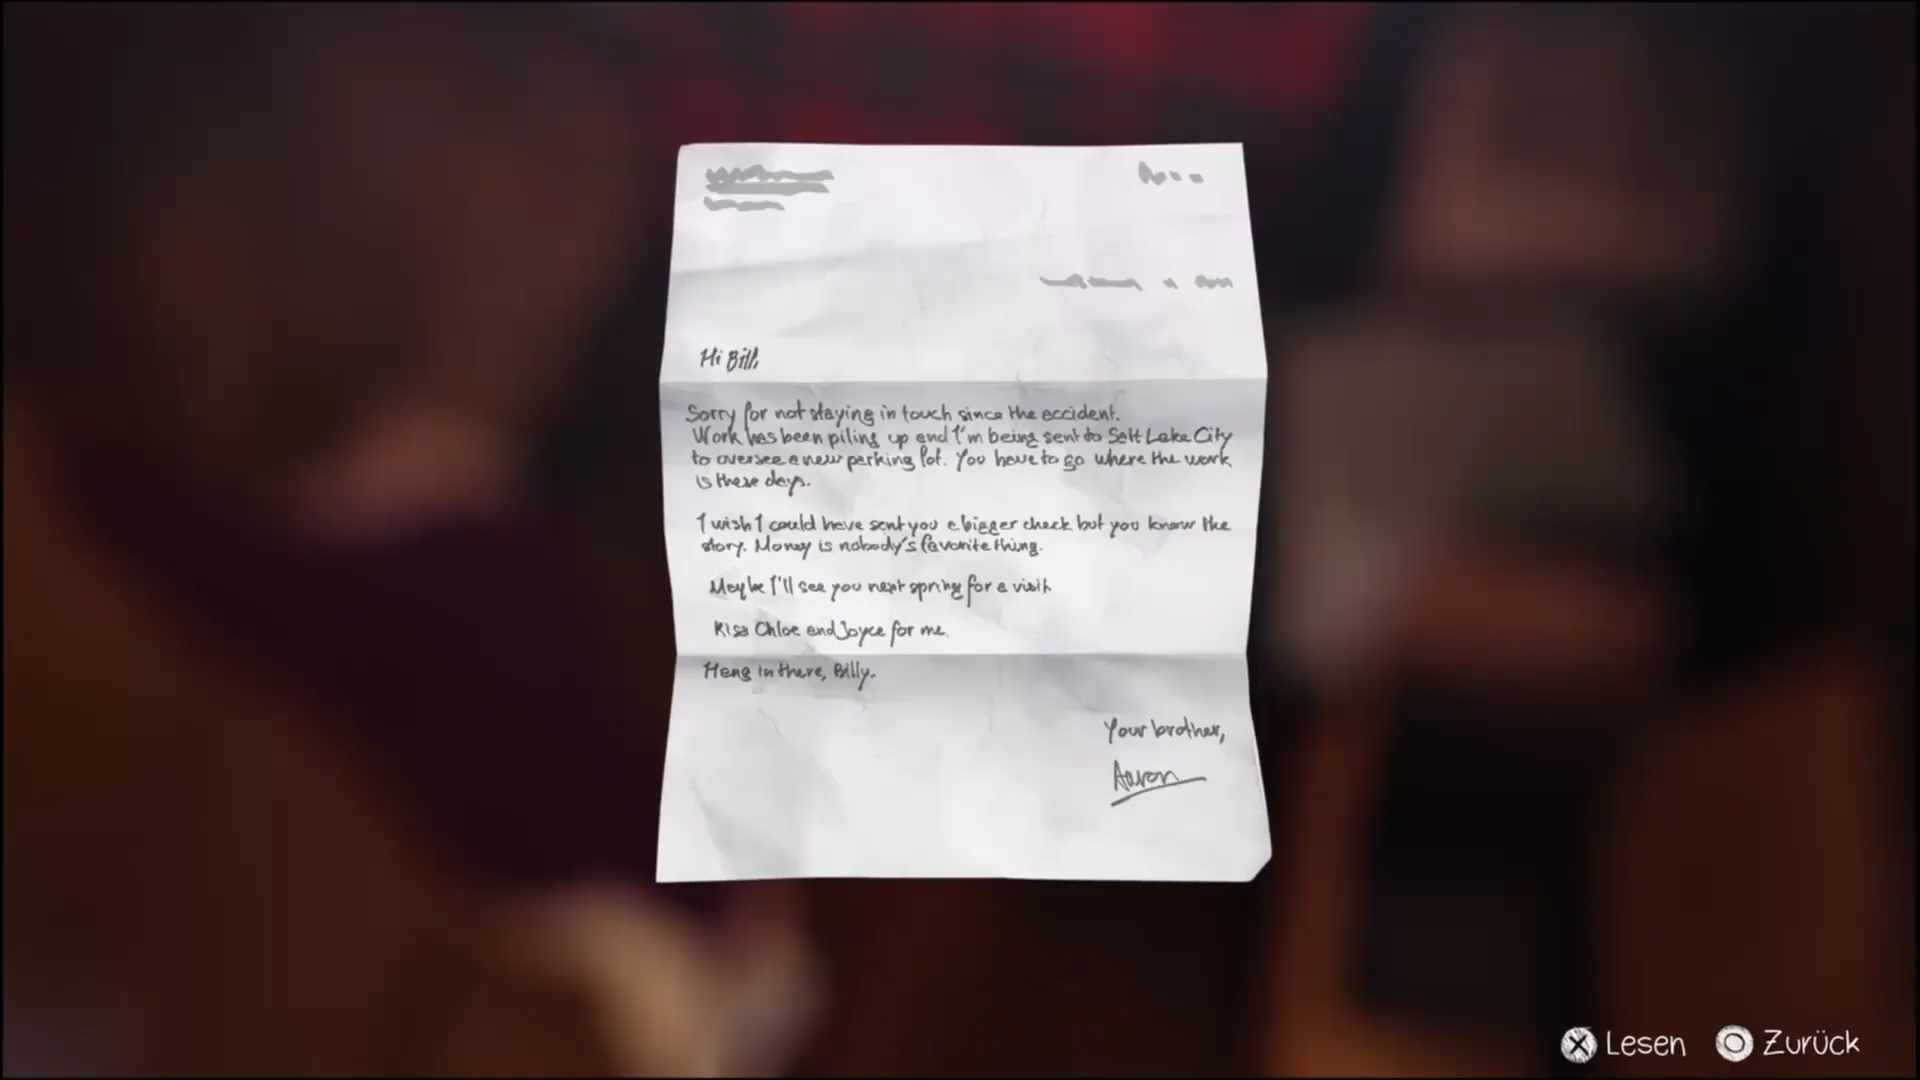 Hi Bill,
Sorry for not staying in touch since the accident.
Work has been piling up and I'm being sent to Salt Lake City
to oversee a new parking lot. You have to go where the work
is these days.
I wish I could have sent you a bigger check but you know the
story. Money is nobody's favorite thing.
Maybe I'll see you next spring for a visit.
Kiss Chloe and Joyce for me.
Hang in there, Billy.
Your brother,
Aaron
Lesen Zurück